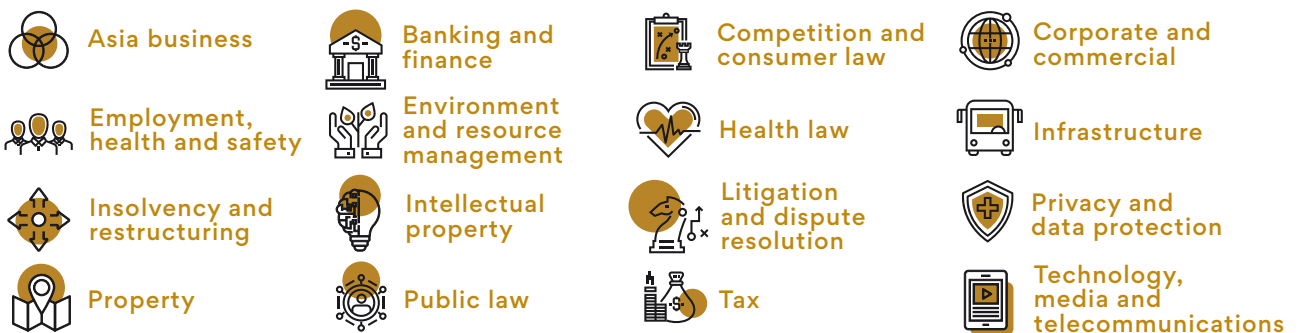 Asia business
Banking and
finance
Competition and
consumer law
Corporate and
commercial
Employment,
health and safety
Environment
and resource
management
Health law
Infrastructure
Insolvency and
restructuring
Intellectual
property
Litigation
and dispute
resolution
Privacy and
data protection
Property
Public law
Tax
Technology,
media and
telecommunications